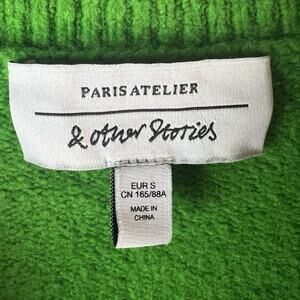 PARIS ATELIER
& Other Stories
EUR S
CN 165/88A
MADE IN
CHINA